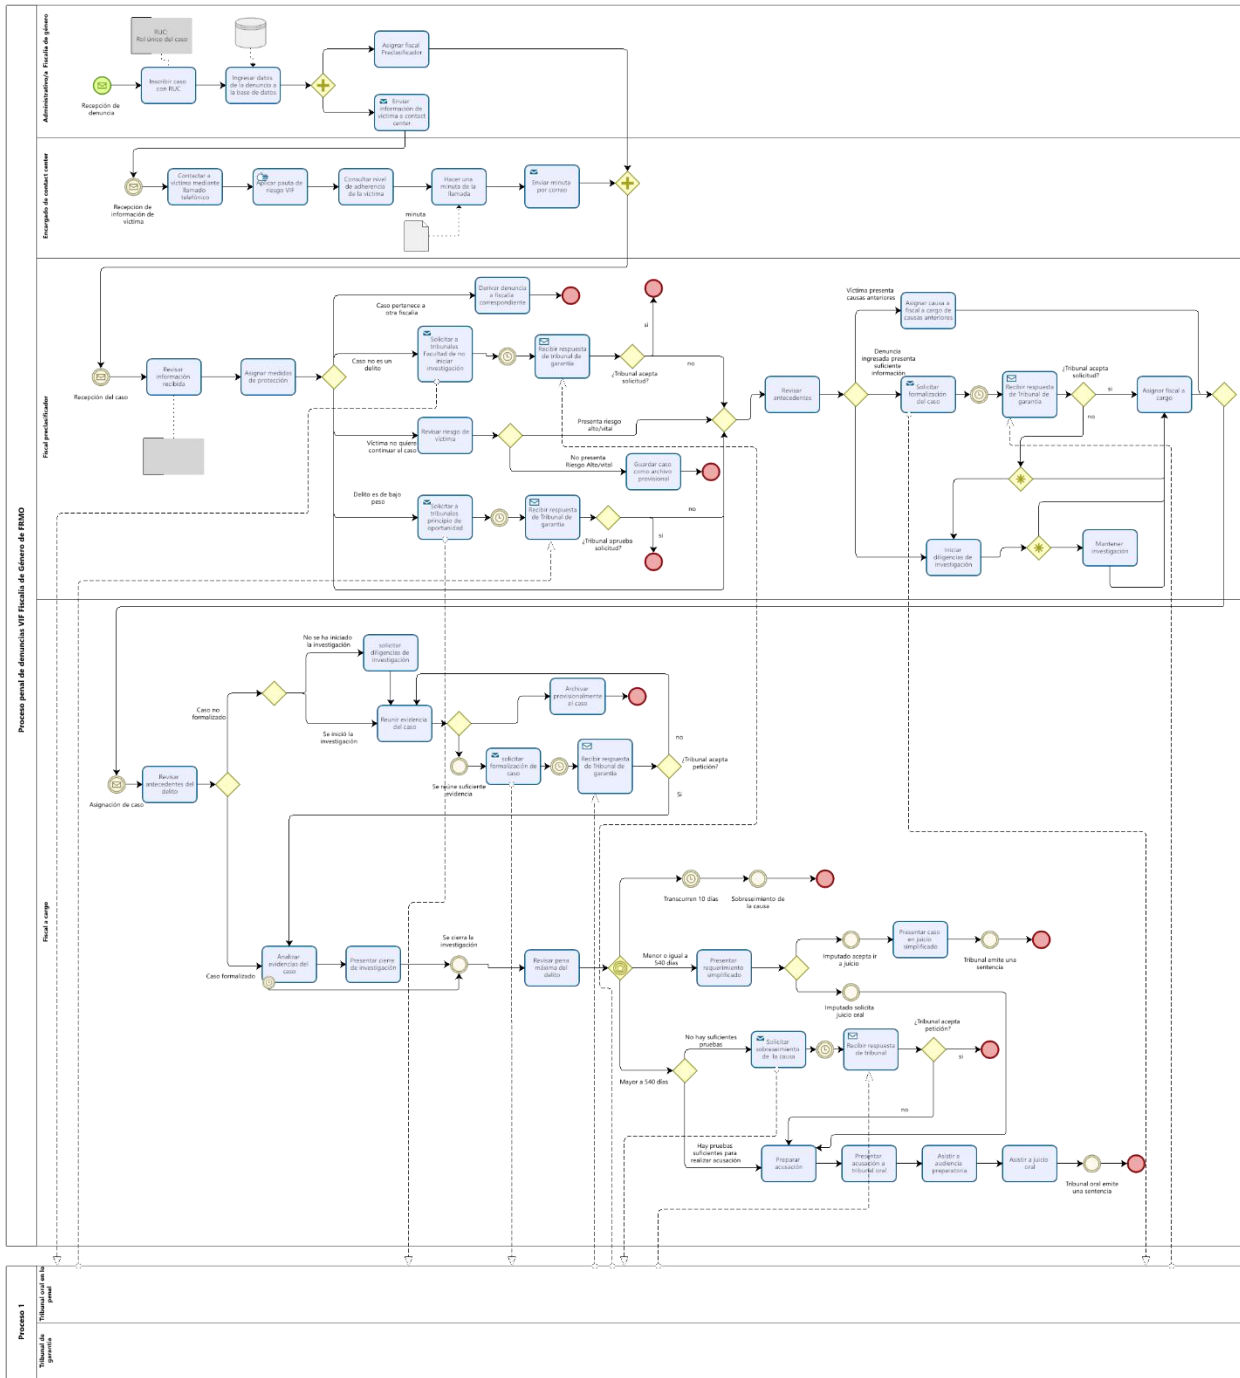 Proceso penal de denuncias VIF Fiscalía de Género de FRMO
Administrativo/a Fiscalía de género
RUC:
Rol único del caso
Recepción de
denuncia
Inscribir caso
con RUC
Ingresar datos
de la denuncia a
la base de datos
Asignar fiscal
Preclasificador
Enviar
información de
víctima a contact
center
Encargado de contact center
Recepción de
información de
víctima
Contactar a
víctima mediante
llamado
telefónico
Aplicar pauta de
riesgo VIF
Consultar nivel
de adherencia
de la víctima
Hacer una
minuta de la
llamada
minuta
Enviar minuta
por correo
Fiscal preclasificador
Recepción del caso
Revisar
información
recibida
Asignar medidas
de protección
Caso pertenece a
otra fiscalía
Derivar denuncia
a fiscalía
correspondiente
Caso no es un
delito
Solicitar a
tribunales
Facultad de no
iniciar
investigación
Recibir respuesta
de tribunal de
garantía
¿Tribunal acepta
solicitud?
si
no
Víctima no quiere
continuar el caso
Revisar riesgo de
víctima
Presenta riesgo
alto/vital
No presenta
Riesgo Alto/vital
Guardar caso
como archivo
provisional
Delito es de bajo
peso
Solicitar a
tribunales
principio de
oportunidad
Recibir respuesta
de Tribunal de
garantía
¿Tribunal aprueba
solicitud?
no
si
Revisar
antecedentes
Víctima presenta
causas anteriores
Asignar causa a
fiscal a cargo de
causas anteriores
Denuncia
ingresada presenta
suficiente
información
Solicitar
formalización
del caso
Recibir respuesta
de Tribunal de
garantía
¿Tribunal acepta
solicitud?
si
no
Asignar fiscal a
cargo
Iniciar
diligencias de
investigación
Mantener
investigación
Fiscal a cargo
Asignación de caso
Revisar
antecedentes del
delito
Caso no
formalizado
No se ha iniciado
la investigación
solicitar
diligencias de
investigación
Se inició la
investigación
Reunir evidencia
del caso
Archivar
provisionalmente
el caso
Se reúne suficiente
evidencia
solicitar
formalización de
caso
Recibir respuesta
de Tribunal de
garantía
¿Tribunal acepta
petición?
no
Si
Caso formalizado
Analizar
evidencias del
caso
Presentar cierre
de investigación
Se cierra la
investigación
Revisar pena
máxima del
delito
Transcurren 10 días
Sobreseimiento de
la causa
Menor o igual a
540 días
Presentar
requerimiento
simplificado
Imputado acepta ir
a juicio
Presentar caso
en juicio
simplificado
Tribunal emite una
sentencia
Imputado solicita
juicio oral
Mayor a 540 días
No hay suficientes
pruebas
Solicitar
sobreseimiento
de la causa
Recibir respuesta
de tribunal
¿Tribunal acepta
petición?
si
no
Hay pruebas
suficientes para
realizar acusación
Preparar
acusación
Presentar
acusación a
tribunal oral
Asistir a
audiencia
preparatoria
Asistir a juicio
oral
Tribunal oral emite
una sentencia
Proceso 1
Tribunal oral en lo
penal
Tribunal de
garantía